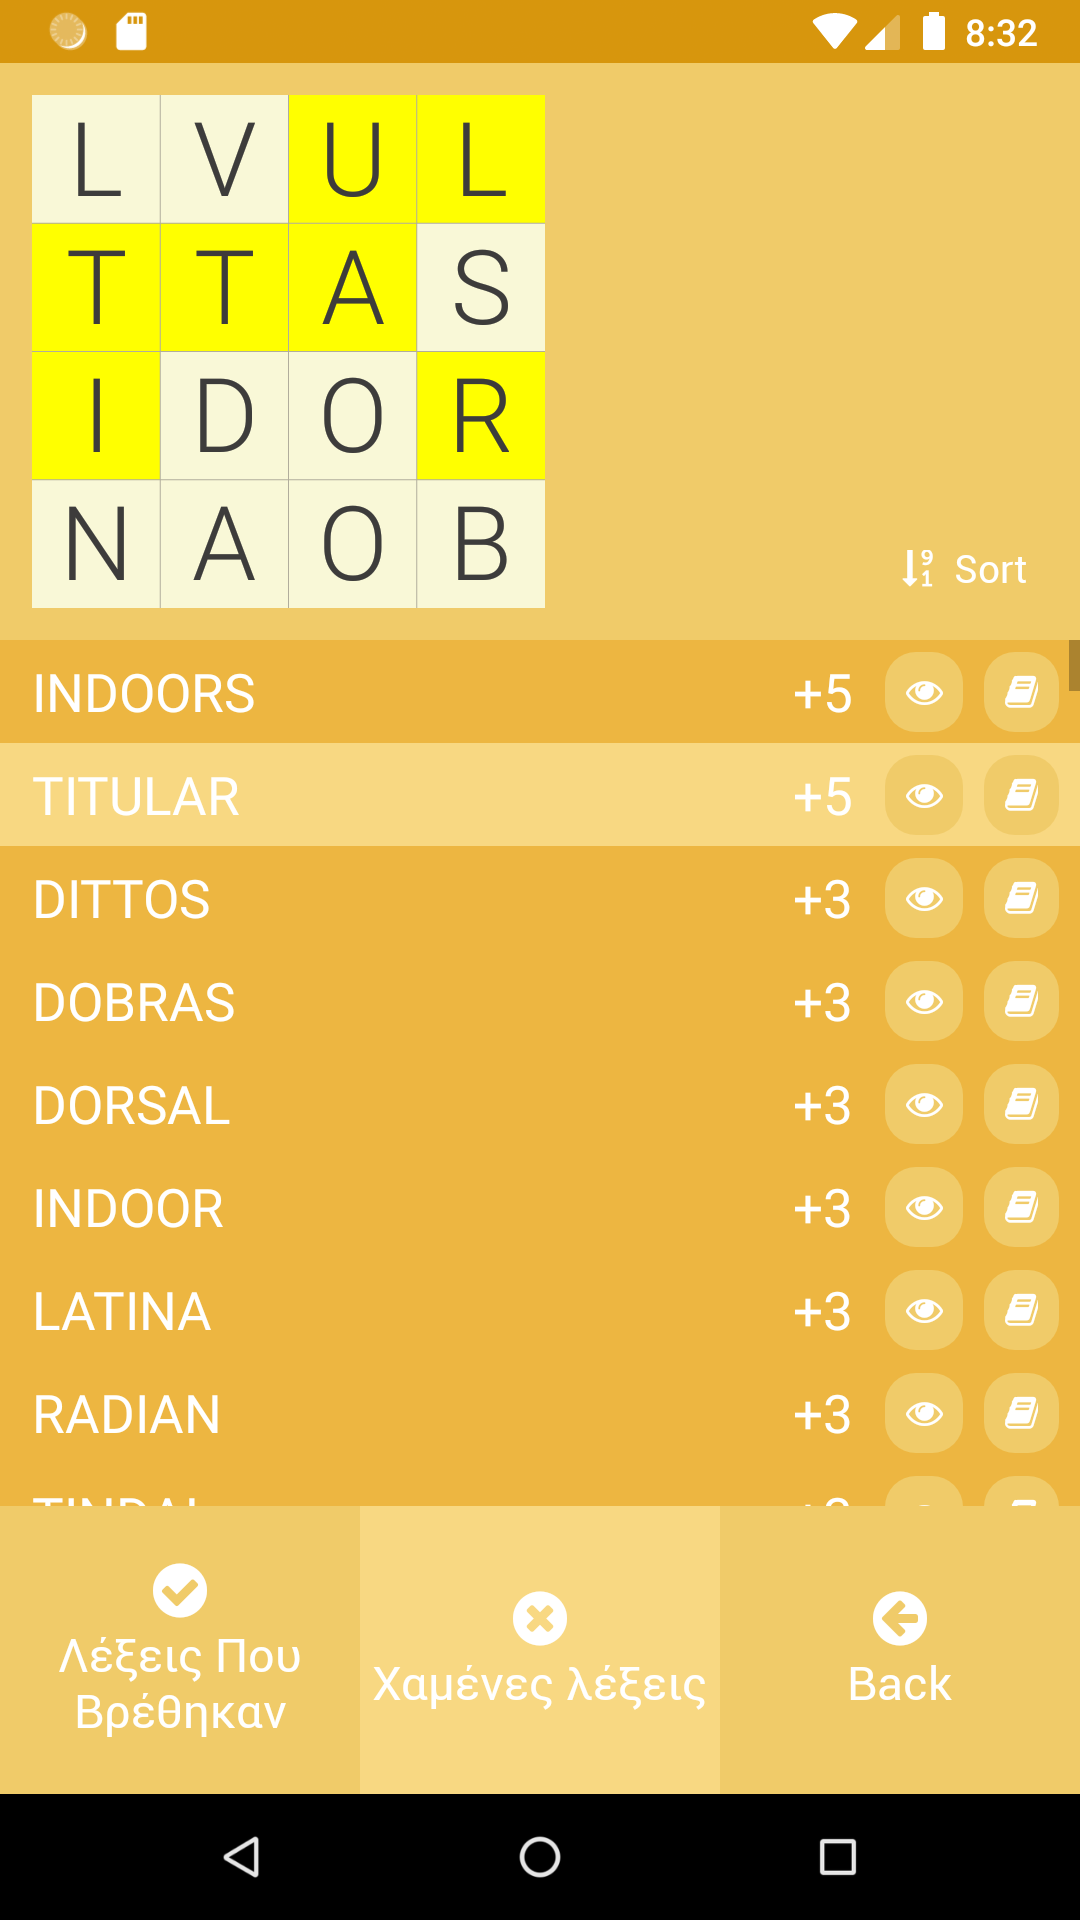 8:32
L V U L
T T A S
I D O R
N A O B
Sort
INDOORS +5
TITULAR +5
DITTOS +3
DOBRAS +3
DORSAL +3
INDOOR +3
LATINA +3
RADIAN +3
Λέξεις Που
Βρέθηκαν
Χαμένες λέξεις
Back